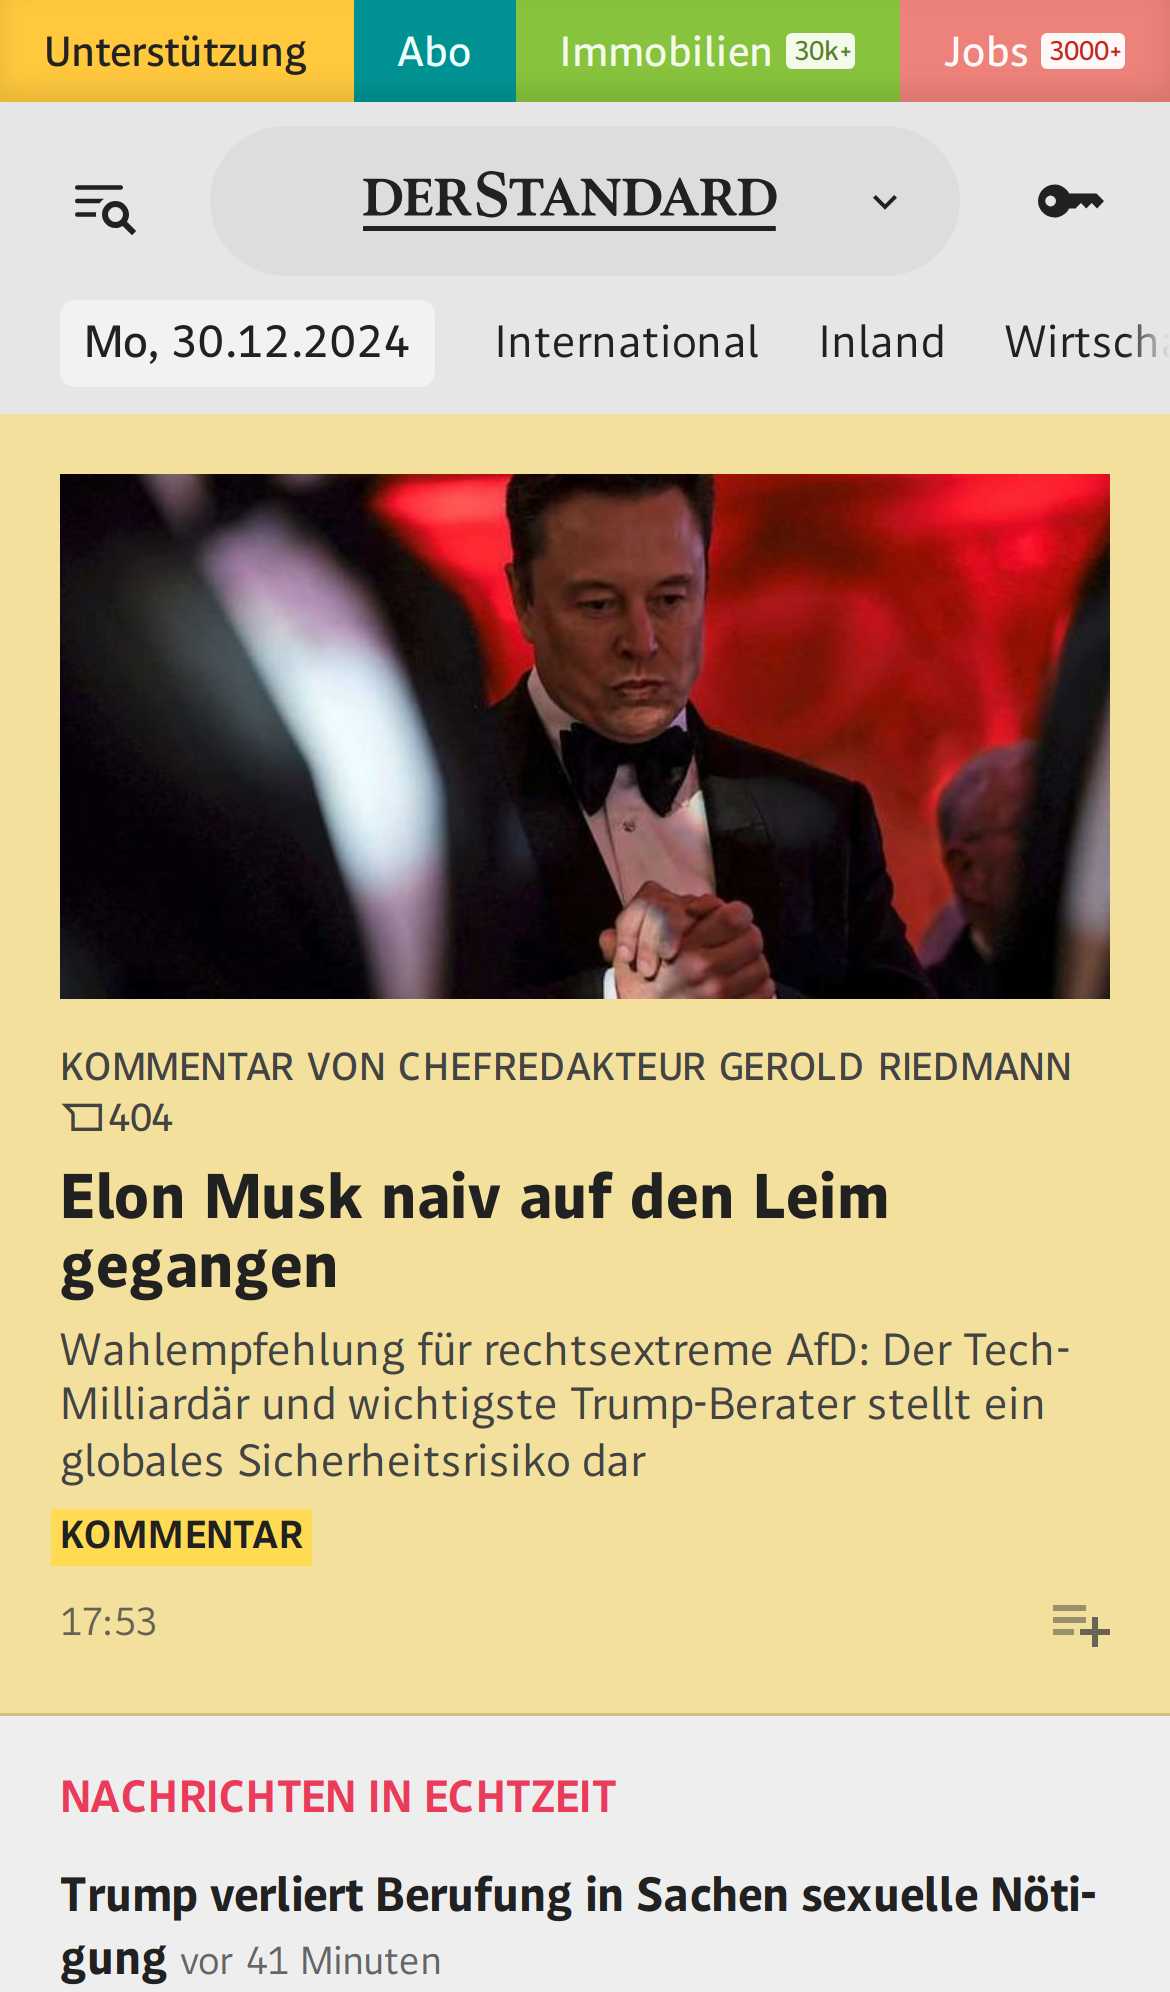 Unterstützung Abo Immobilien 30k+ Jobs 3000+
DERSTANDARD
Mo, 30.12.2024 International Inland Wirtscha
KOMMENTAR VON CHEFREDAKTEUR GEROLD RIEDMANN
404
Elon Musk naiv auf den Leim
gegangen
Wahlempfehlung für rechtsextreme AfD: Der Tech-
Milliardär und wichtigste Trump-Berater stellt ein
globales Sicherheitsrisiko dar
KOMMENTAR
17:53
NACHRICHTEN IN ECHTZEIT
Trump verliert Berufung in Sachen sexuelle Nöti-
gung vor 41 Minuten